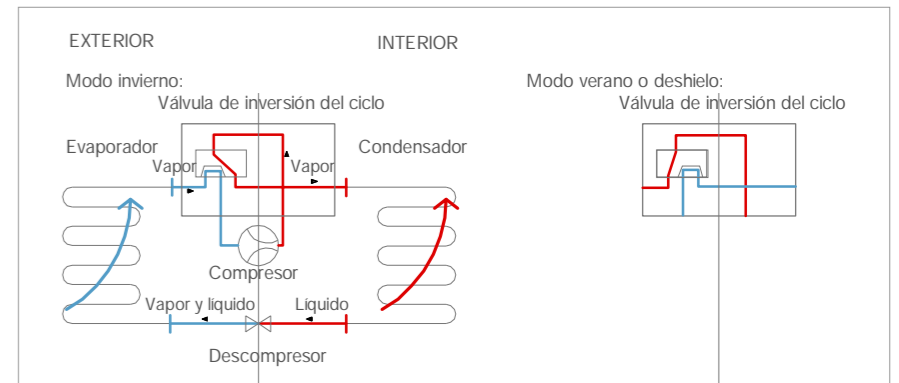 EXTERIOR
INTERIOR
Modo invierno:
Válvula de inversión del ciclo
Evaporador
Vapor
Vapor
Condensador
Compresor
Vapor y líquido
Líquido
Descompresor
Modo verano o deshielo:
Válvula de inversión del ciclo